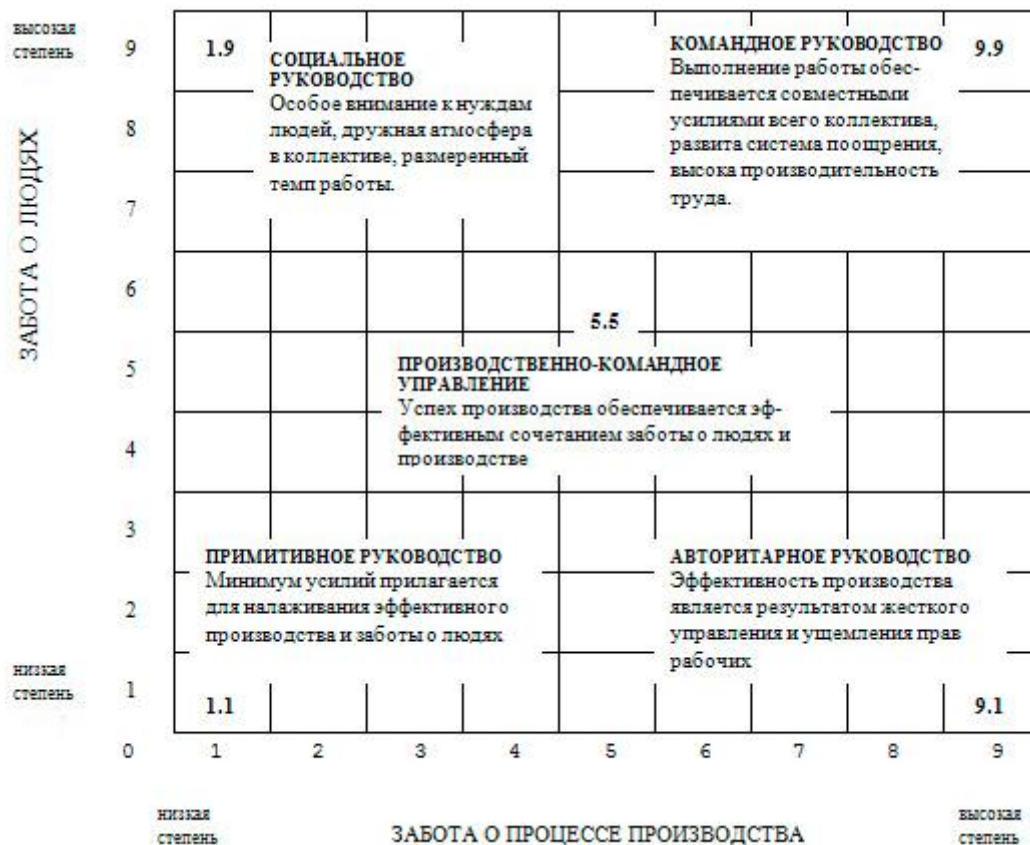 высокая
степень
9
1.9
СОЦИАЛЬНОЕ
РУКОВОДСТВО
Особое внимание к нуждам
людей, дружная атмосфера
в коллективе, размеренный
темп работы.
КОМАНДНОЕ РУКОВОДСТВО
9.9
Выполнение работы обес-
печивается совместными
усилиями всего коллектива,
развита система поощрения,
высока производительность
труда.
ЗАБОТА О ЛЮДЯХ
8
7
6
5.5
5
ПРОИЗВОДСТВЕННО-КОМАНДНОЕ
УПРАВЛЕНИЕ
Успех производства обеспечивается эф-
фективным сочетанием заботы о людях и
производстве
4
3
ПРИМИТИВНОЕ РУКОВОДСТВО
Минимум усилий прилагается
для налаживания эффективного
производства и заботы о людях
АВТОРИТАРНОЕ РУКОВОДСТВО
Эффективность производства
является результатом жесткого
управления и ущемления прав
рабочих
2
низкая
степень
1
1.1
9.1
0 1 2 3 4 5 6 7 8 9
низкая
степень
ЗАБОТА О ПРОЦЕССЕ ПРОИЗВОДСТВА
высокая
степень